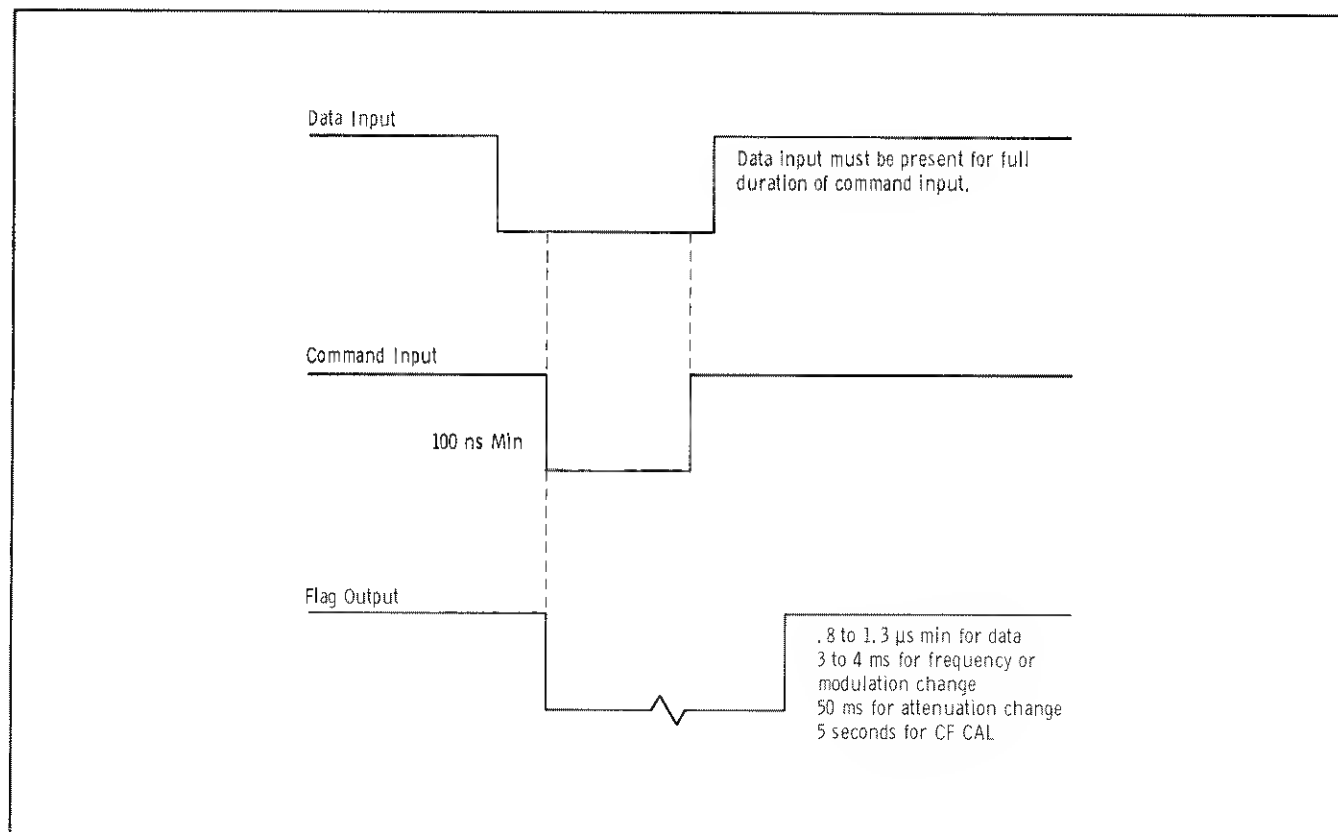 Data Input
Data input must be present for full
duration of command input.
Command Input
100 ns Min
Flag Output
.8 to 1.3 µs min for data
3 to 4 ms for frequency or
modulation change
50 ms for attenuation change
5 seconds for CF CAL